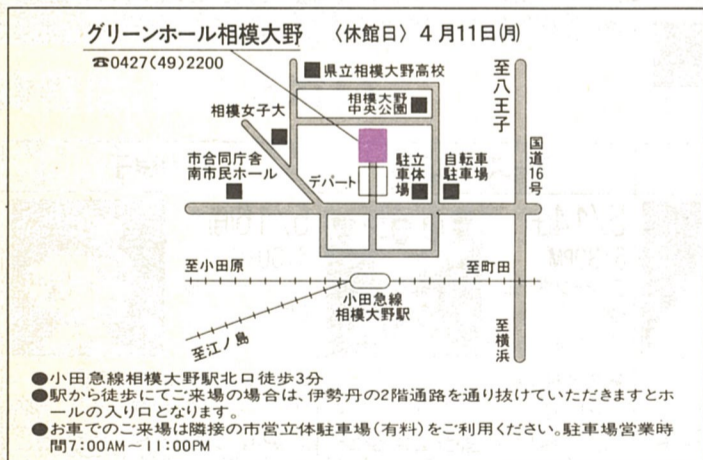 グリーンホール相模大野 〈休館日〉4月11日(月)
☎0427(49)2200
県立相模大野高校
至八王子
相模大野
中央公園
相模女子大
国道16号
市合同庁舎
南市民ホール
デパート
駐立
車体
場
自転車
駐車場
至小田原
至町田
小田急線
相模大野駅
至江ノ島
至横浜
●小田急線相模大野駅北口徒歩3分
●駅から徒歩にてご来場の場合は、伊勢丹の2階通路を通り抜けていただきますとホ
ールの入り口となります。
●お車でのご来場は隣接の市営立体駐車場(有料)をご利用ください。駐車場営業時
間7:00AM〜11:00PM